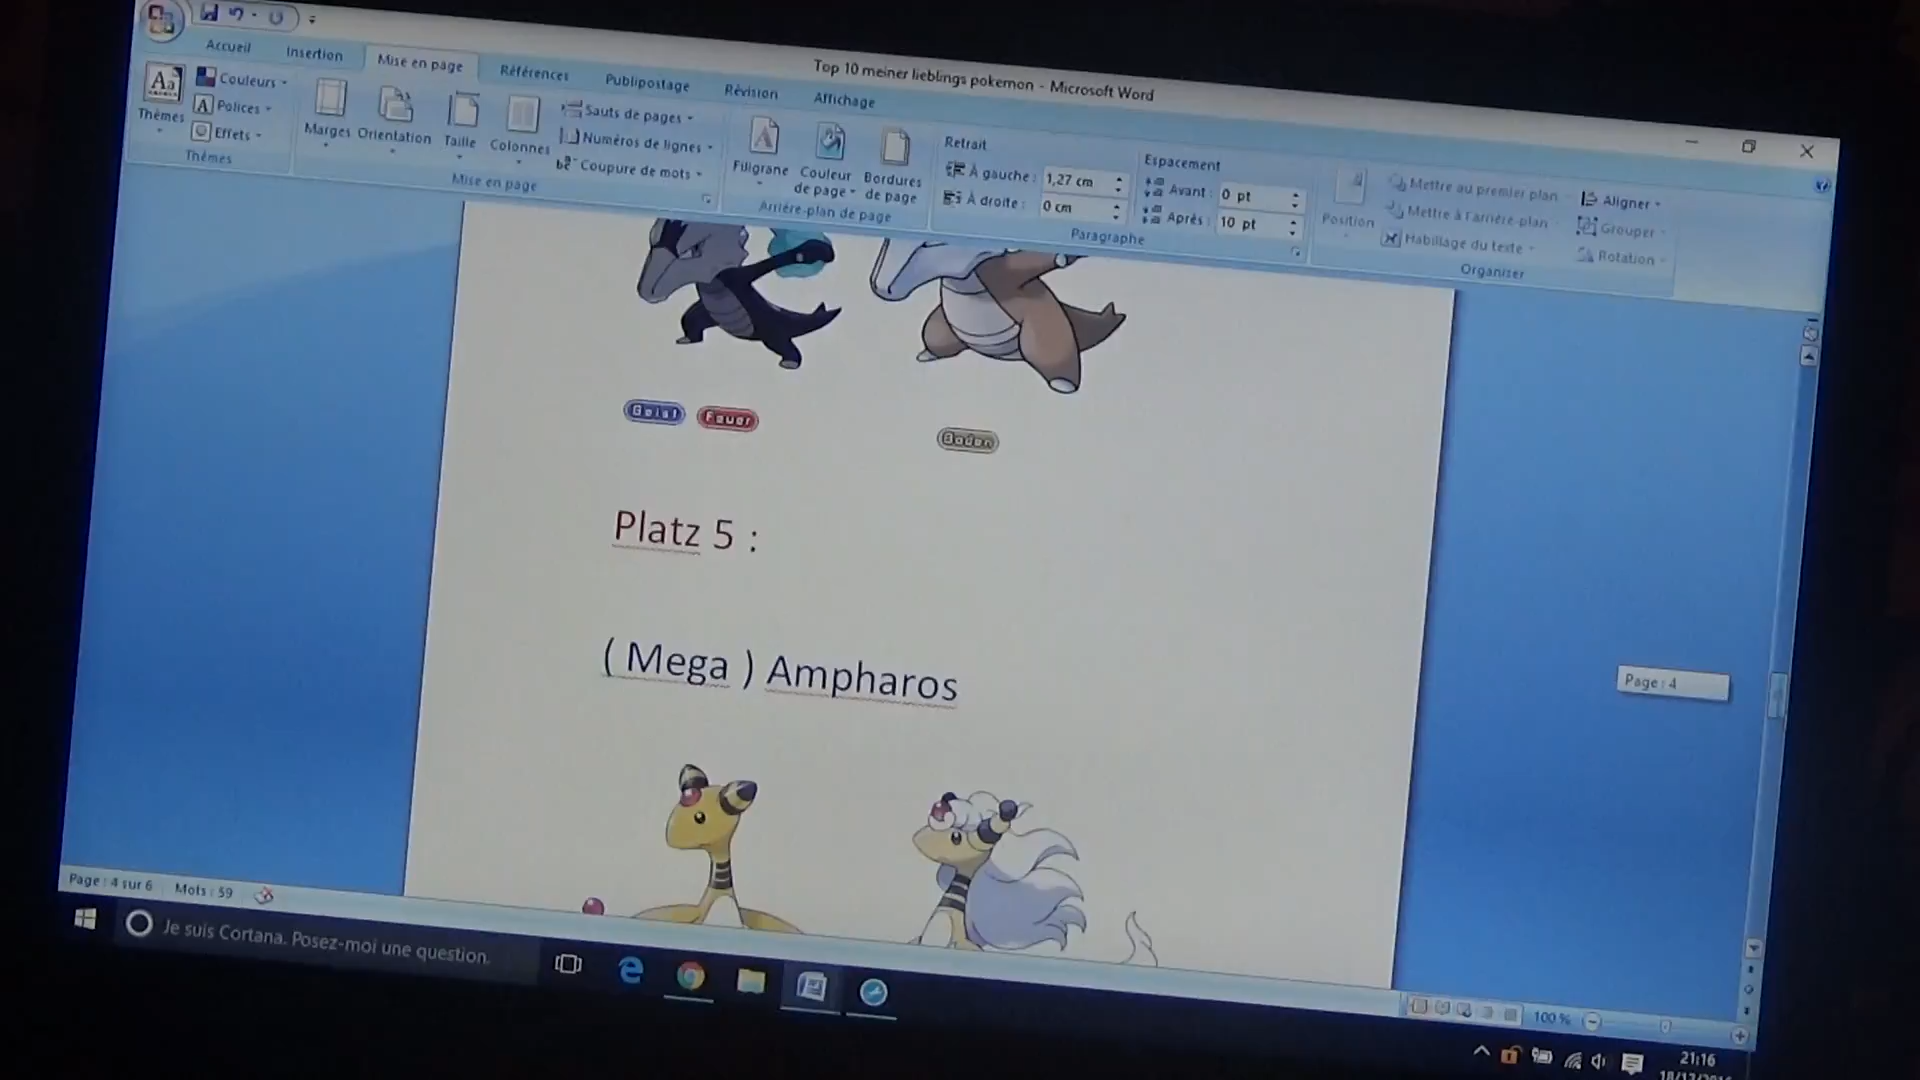 Top 10 meiner lieblings pokemon - Microsoft Word
Accueil
Insertion
Mise en page
Références
Publipostage
Révision
Affichage
Aa
Thèmes
Couleurs
A Polices
Effets
Thèmes
Marges
Orientation
Taille
Colonnes
Sauts de pages
Numéros de lignes
Coupure de mots
Mise en page
Filigrane
Couleur de page
Bordures de page
Arrière-plan de page
Retrait
À gauche : 1,27 cm
À droite : 0 cm
Espacement
Avant : 0 pt
Après : 10 pt
Paragraphe
Position
Mettre au premier plan
Mettre à l'arrière-plan
Habillage du texte
Aligner
Grouper
Rotation
Organiser
Geist
Feuer
Boden
Platz 5 :
( Mega ) Ampharos
Page : 4
Page : 4 sur 6
Mots : 59
100 %
Je suis Cortana. Posez-moi une question.
21:16